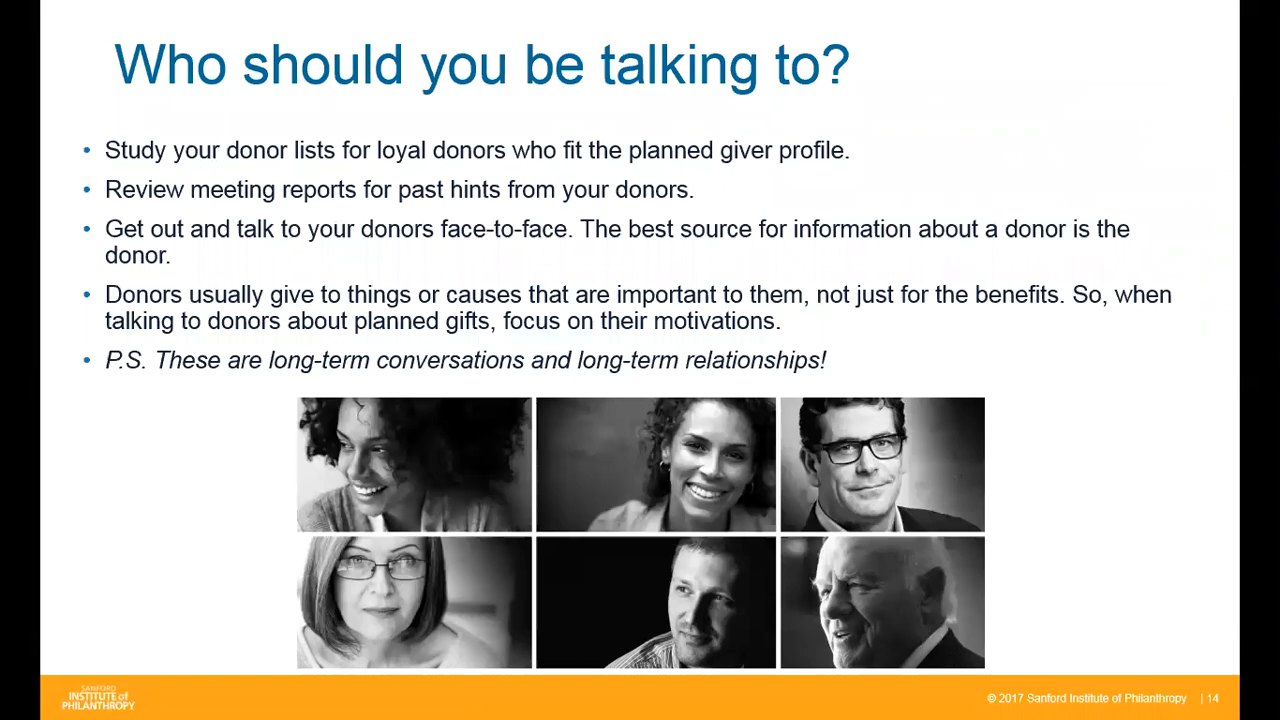 Who should you be talking to?
• Study your donor lists for loyal donors who fit the planned giver profile.
• Review meeting reports for past hints from your donors.
• Get out and talk to your donors face-to-face. The best source for information about a donor is the
donor.
• Donors usually give to things or causes that are important to them, not just for the benefits. So, when
talking to donors about planned gifts, focus on their motivations.
• P.S. These are long-term conversations and long-term relationships!
SANFORD
INSTITUTE of
PHILANTHROPY
© 2017 Sanford Institute of Philanthropy | 14